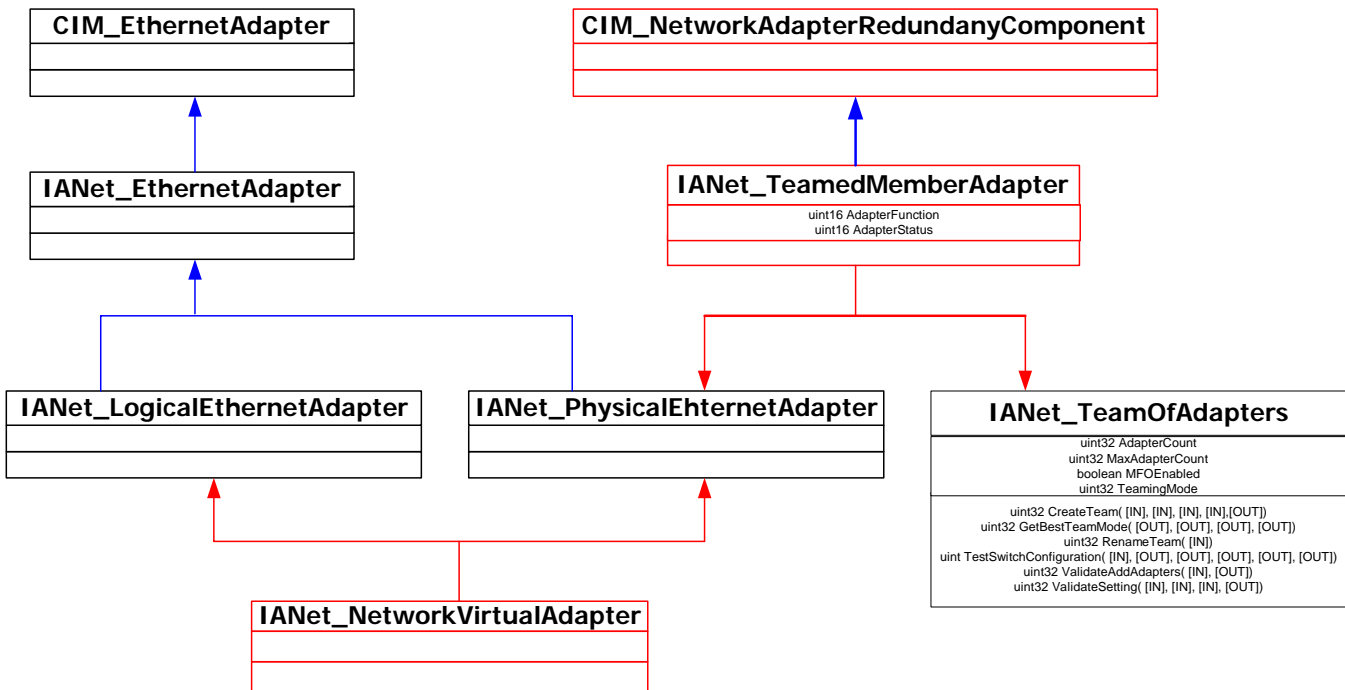 CIM_EthernetAdapter
CIM_NetworkAdapterRedundanyComponent
IANet_EthernetAdapter
IANet_TeamedMemberAdapter
uint16 AdapterFunction
uint16 AdapterStatus
IANet_LogicalEthernetAdapter
IANet_PhysicalEhternetAdapter
IANet_TeamOfAdapters
uint32 AdapterCount
uint32 MaxAdapterCount
boolean MFOEnabled
uint32 TeamingMode
uint32 CreateTeam( [IN], [IN], [IN], [IN],[OUT])
uint32 GetBestTeamMode( [OUT], [OUT], [OUT], [OUT])
uint32 RenameTeam( [IN])
uint TestSwitchConfiguration( [IN], [OUT], [OUT], [OUT], [OUT], [OUT])
uint32 ValidateAddAdapters( [IN], [OUT])
uint32 ValidateSetting( [IN], [IN], [IN], [OUT])
IANet_NetworkVirtualAdapter